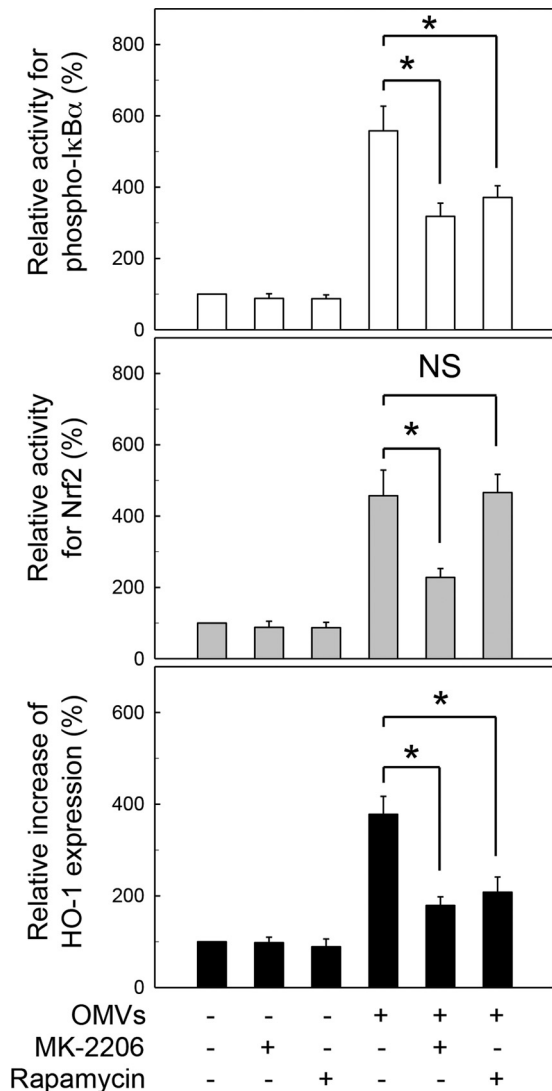 Relative activity for
phospho-IκBα (%)
800
600
400
200
0
*
*
Relative activity
for Nrf2 (%)
800
600
400
200
0
NS
*
Relative increase of
HO-1 expression (%)
600
400
200
0
*
*
OMVs - - - + + +
MK-2206 - + - - + -
Rapamycin - - + - - +